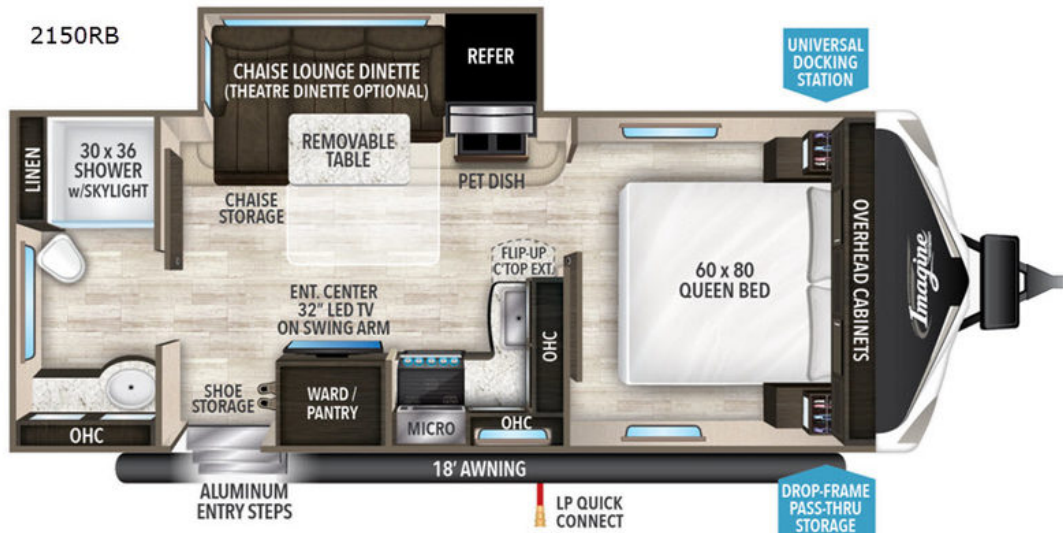 2150RB
UNIVERSAL
DOCKING
STATION
CHAISE LOUNGE DINETTE
(THEATRE DINETTE OPTIONAL)
REFER
LINEN
30 x 36
SHOWER
w/SKYLIGHT
REMOVABLE
TABLE
CHAISE
STORAGE
PET DISH
FLIP-UP
C'TOP EXT.
60 x 80
QUEEN BED
OVERHEAD CABINETS
Imagine
ENT. CENTER
32" LED TV
ON SWING ARM
OHC
SHOE
STORAGE
WARD /
PANTRY
MICRO
OHC
OHC
18' AWNING
ALUMINUM
ENTRY STEPS
LP QUICK
CONNECT
DROP-FRAME
PASS-THRU
STORAGE